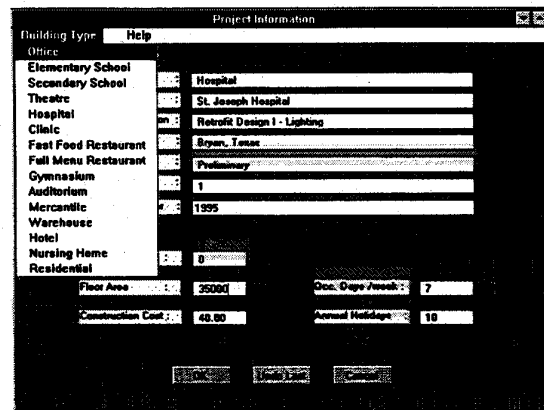 Project Information
Building Type Help
Office
Elementary School
Secondary School
Theatre
Hospital
Clinic
Fast Food Restaurant
Full Menu Restaurant
Gymnasium
Auditorium
Mercantile
Warehouse
Hotel
Nursing Home
Residential
Hospital
St. Joseph Hospital
Retrofit Design I - Lighting
Bryan, Texas
Preliminary
1
1995
0
Floor Area : 35000
Occ. Days /week : 7
Construction Cost : 40.00
Annual Holidays : 10